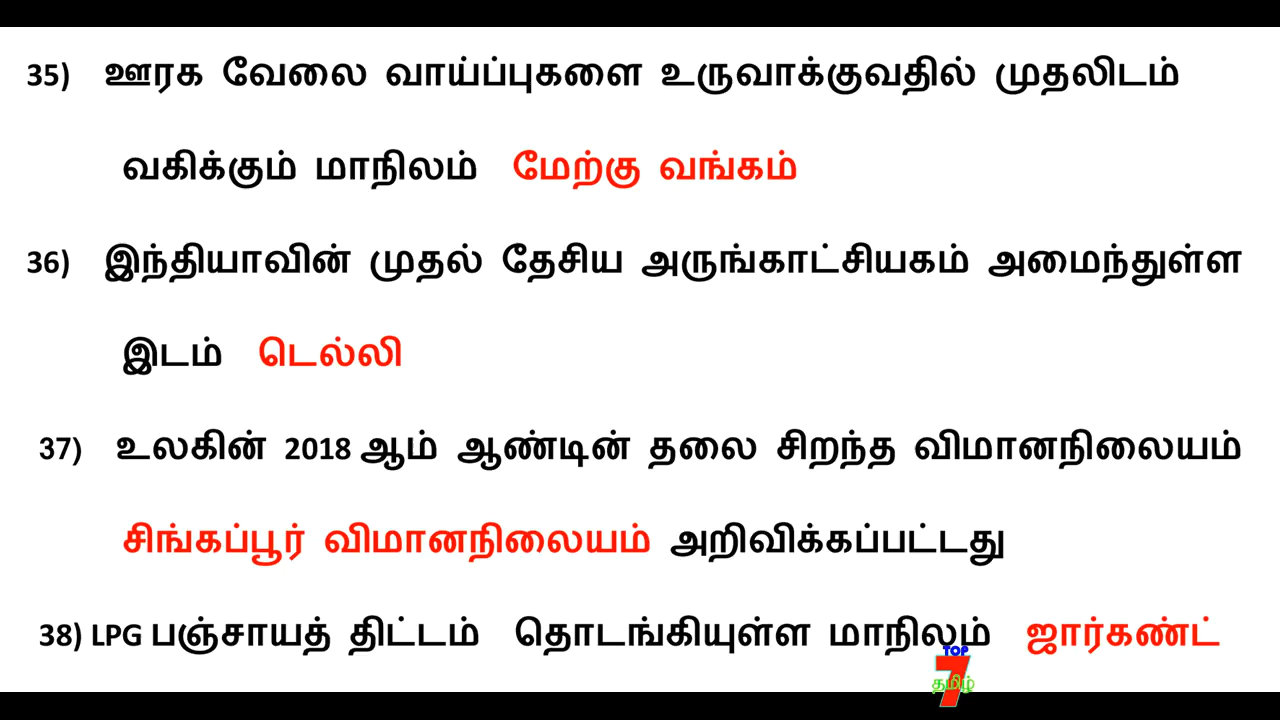 35) ஊரக வேலை வாய்ப்புகளை உருவாக்குவதில் முதலிடம்
வகிக்கும் மாநிலம் மேற்கு வங்கம்
36) இந்தியாவின் முதல் தேசிய அருங்காட்சியகம் அமைந்துள்ள
இடம் டெல்லி
37) உலகின் 2018 ஆம் ஆண்டின் தலை சிறந்த விமானநிலையம்
சிங்கப்பூர் விமானநிலையம் அறிவிக்கப்பட்டது
38) LPG பஞ்சாயத் திட்டம் தொடங்கியுள்ள மாநிலம் ஜார்கண்ட்
TOP
7
தமிழ்